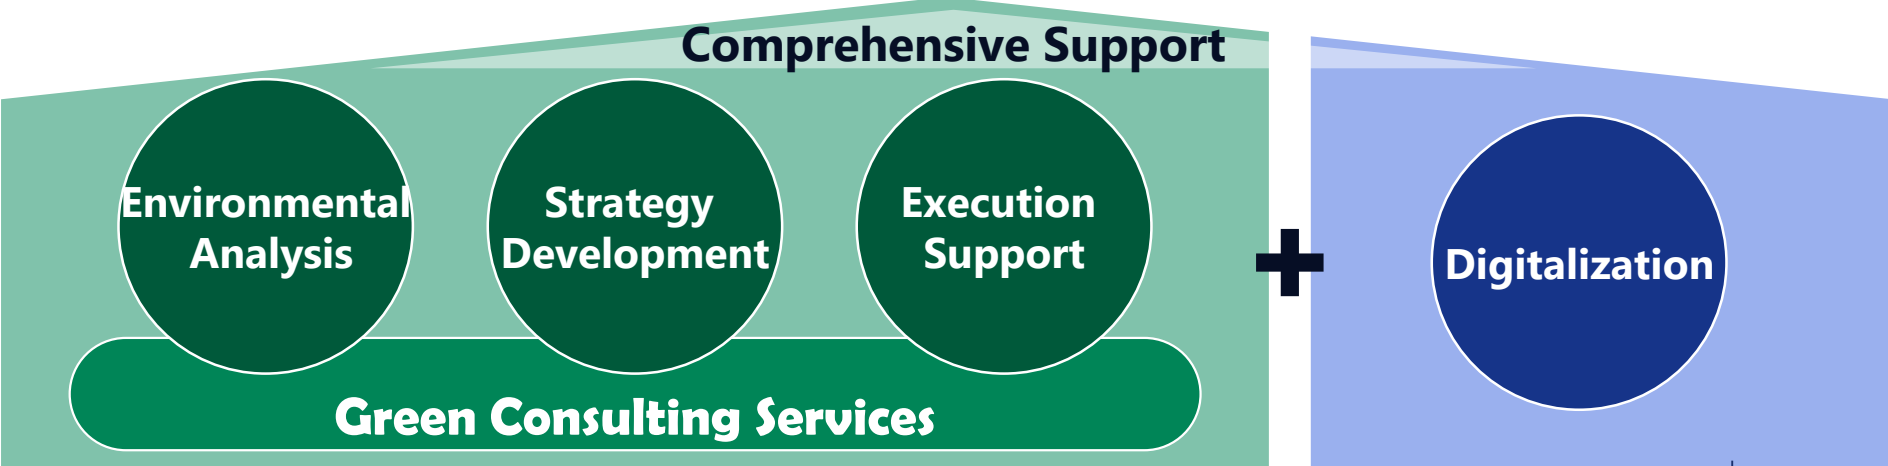 Comprehensive Support
Environmental
Analysis
Strategy
Development
Execution
Support
Digitalization
Green Consulting Services